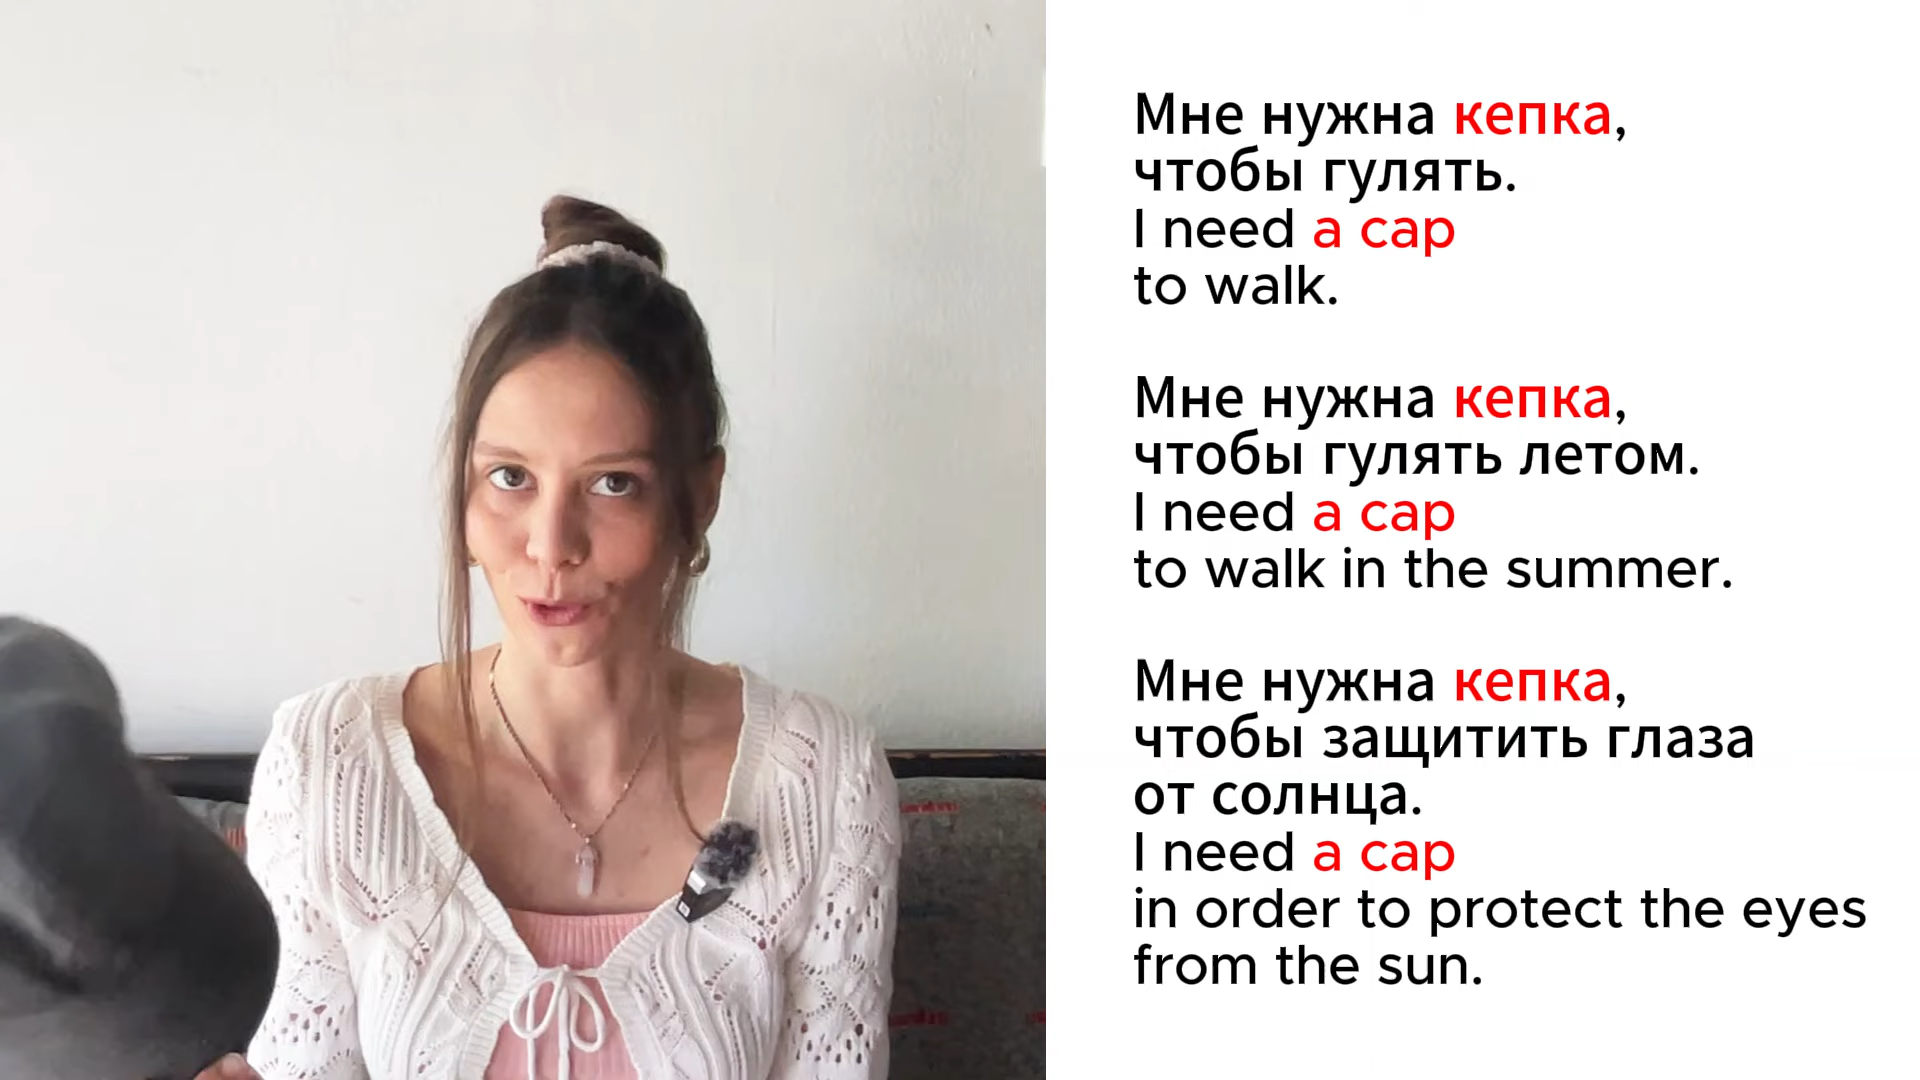 Мне нужна кепка,
чтобы гулять.
I need a cap
to walk.
Мне нужна кепка,
чтобы гулять летом.
I need a cap
to walk in the summer.
Мне нужна кепка,
чтобы защитить глаза
от солнца.
I need a cap
in order to protect the eyes
from the sun.